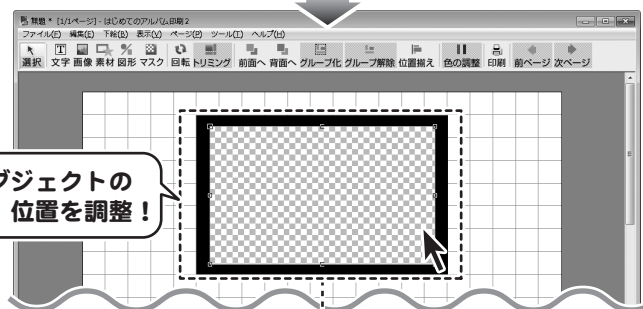 無題 * [1/1ページ] - はじめてのアルバム印刷2
ファイル(F) 編集(E) 下絵(B) 表示(V) ページ(P) ツール(T) ヘルプ(H)
選択 文字 画像 素材 図形 マスク 回転 トリミング 前面へ 背面へ グループ化 グループ解除 位置揃え 色の調整 印刷 前ページ 次ページ
ブジェクトの
位置を調整！